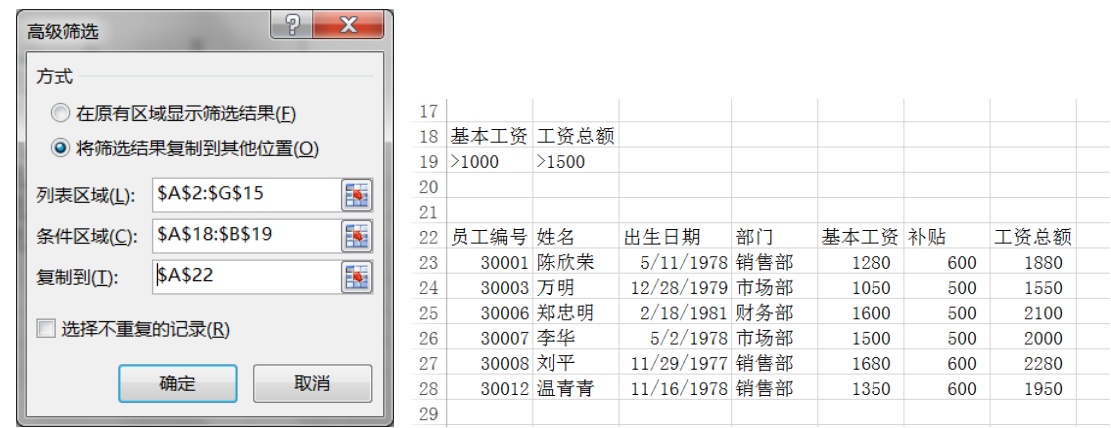 高级筛选
方式
在原有区域显示筛选结果(F)
将筛选结果复制到其他位置(O)
列表区域(L): $A$2:$G$15
条件区域(C): $A$18:$B$19
复制到(T): $A$22
选择不重复的记录(R)
确定 取消
17
18 基本工资 工资总额
19 >1000 >1500
20
21
22 员工编号 姓名 出生日期 部门 基本工资 补贴 工资总额
23 30001 陈欣荣 5/11/1978 销售部 1280 600 1880
24 30003 万明 12/28/1979 市场部 1050 500 1550
25 30006 郑忠明 2/18/1981 财务部 1600 500 2100
26 30007 李华 5/2/1978 市场部 1500 500 2000
27 30008 刘平 11/29/1977 销售部 1680 600 2280
28 30012 温青青 11/16/1978 销售部 1350 600 1950
29